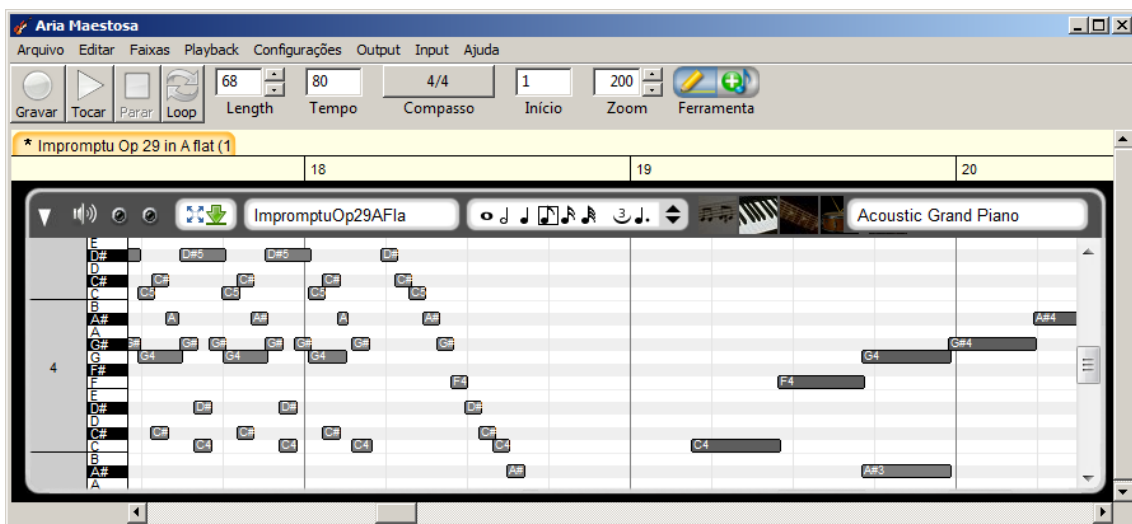 Aria Maestosa
Arquivo Editar Faixas Playback Configurações Output Input Ajuda
68 80 4/4 1 200
Gravar Tocar Parar Loop Length Tempo Compasso Início Zoom Ferramenta
* Impromptu Op 29 in A flat (1
18 19 20
ImpromptuOp29AFla 3 Acoustic Grand Piano
E
D# D#5 D#5 D#
D
C# C# C# C# C#
C C5 C5 C5 C5
B
A# A A# A A# A#4
A
G# G# G# G# G# G# G# G# G#4
G G4 G4 G4 G4
4 F#
F F4 F4
E
D# D# D# D#
D
C# C# C# C# C#
C C4 C4 C4 C4 C4
B
A# A# A#3
A